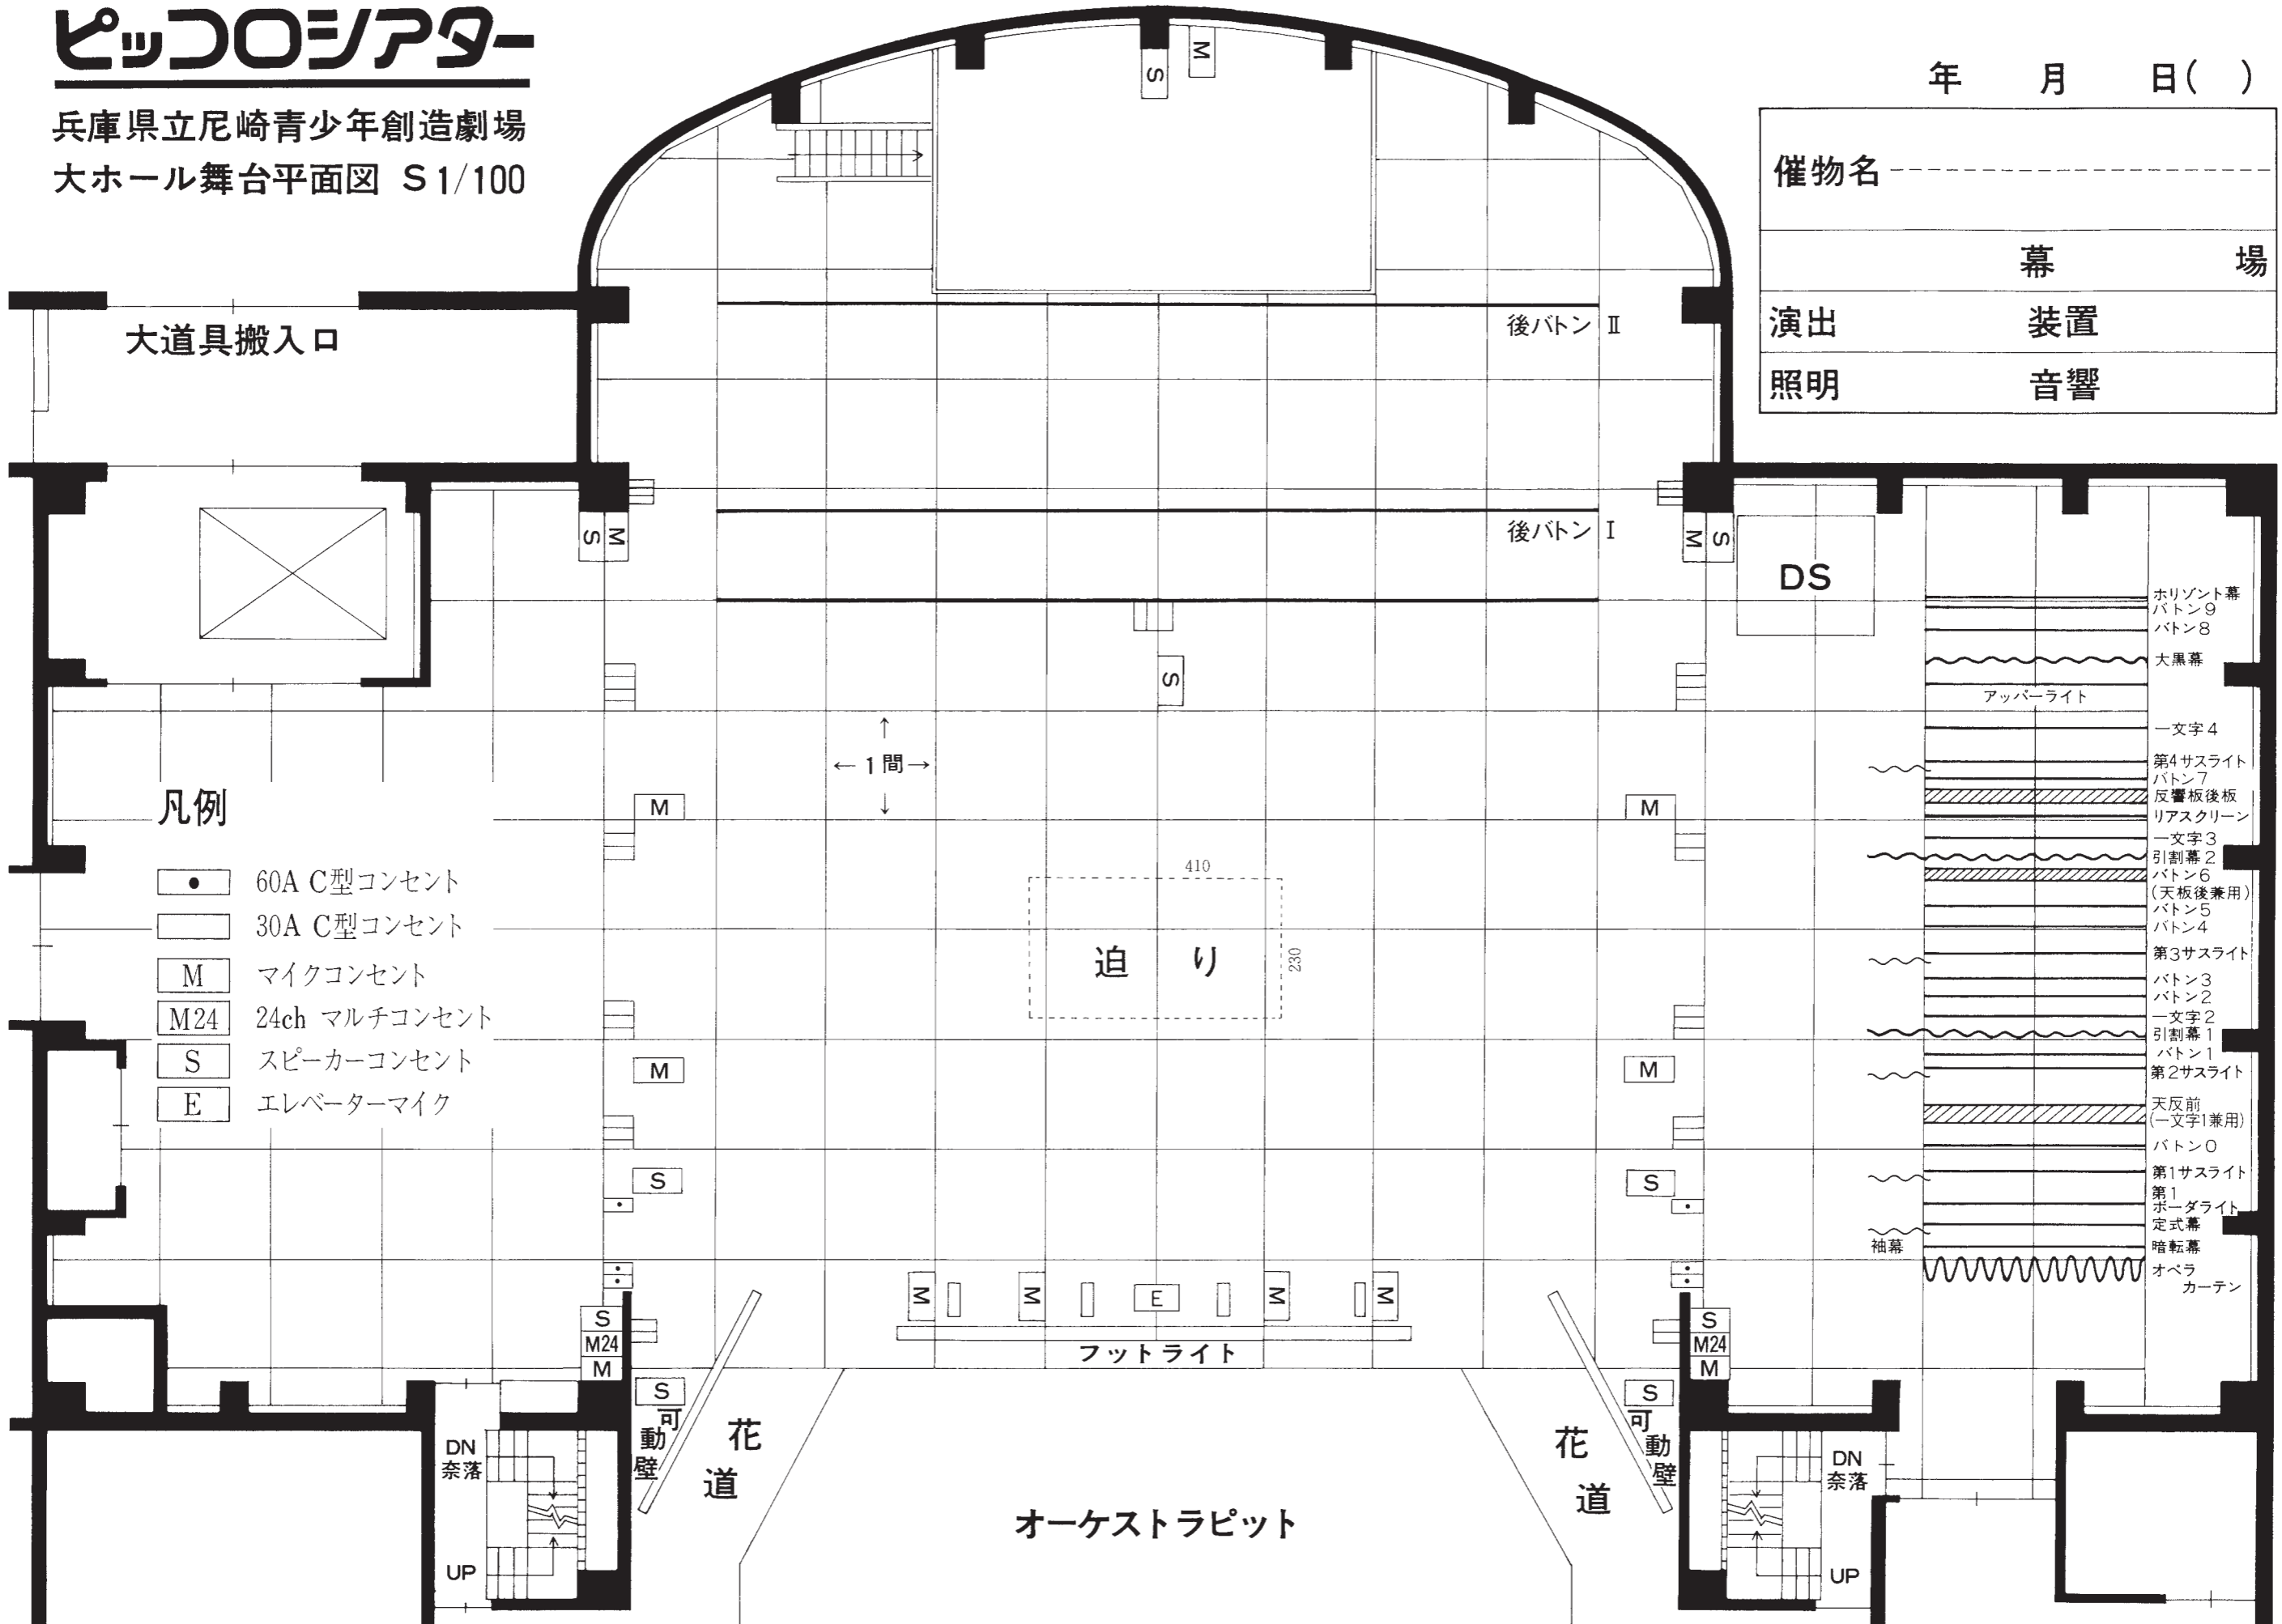 ピッコロシアター
兵庫県立尼崎青少年創造劇場
大ホール舞台平面図 S 1/100
年 月 日( )
催物名
幕 場
演出 装置
照明 音響
M
S
大道具搬入口
後バトン Ⅱ
後バトン Ⅰ
S M
M S
DS
S
←1間→
凡例
• 60A C型コンセント
30A C型コンセント
M マイクコンセント
M24 24ch マルチコンセント
S スピーカーコンセント
E エレベーターマイク
M
M
410
230
迫り
M
M
S
S
•
•
•
•
•
•
M
M
E
M
M
フットライト
S
M24
M
S
M24
M
S
S
可動壁
可動壁
花道
花道
オーケストラピット
DN
奈落
UP
DN
奈落
UP
ホリゾント幕
バトン9
バトン8
大黒幕
アッパーライト
一文字4
第4サスライト
バトン7
反響板後板
リアスクリーン
一文字3
引割幕2
バトン6
(天板後兼用)
バトン5
バトン4
第3サスライト
バトン3
バトン2
一文字2
引割幕1
バトン1
第2サスライト
天反前
(一文字1兼用)
バトン0
第1サスライト
第1
ボーダライト
定式幕
袖幕
暗転幕
オペラ
カーテン